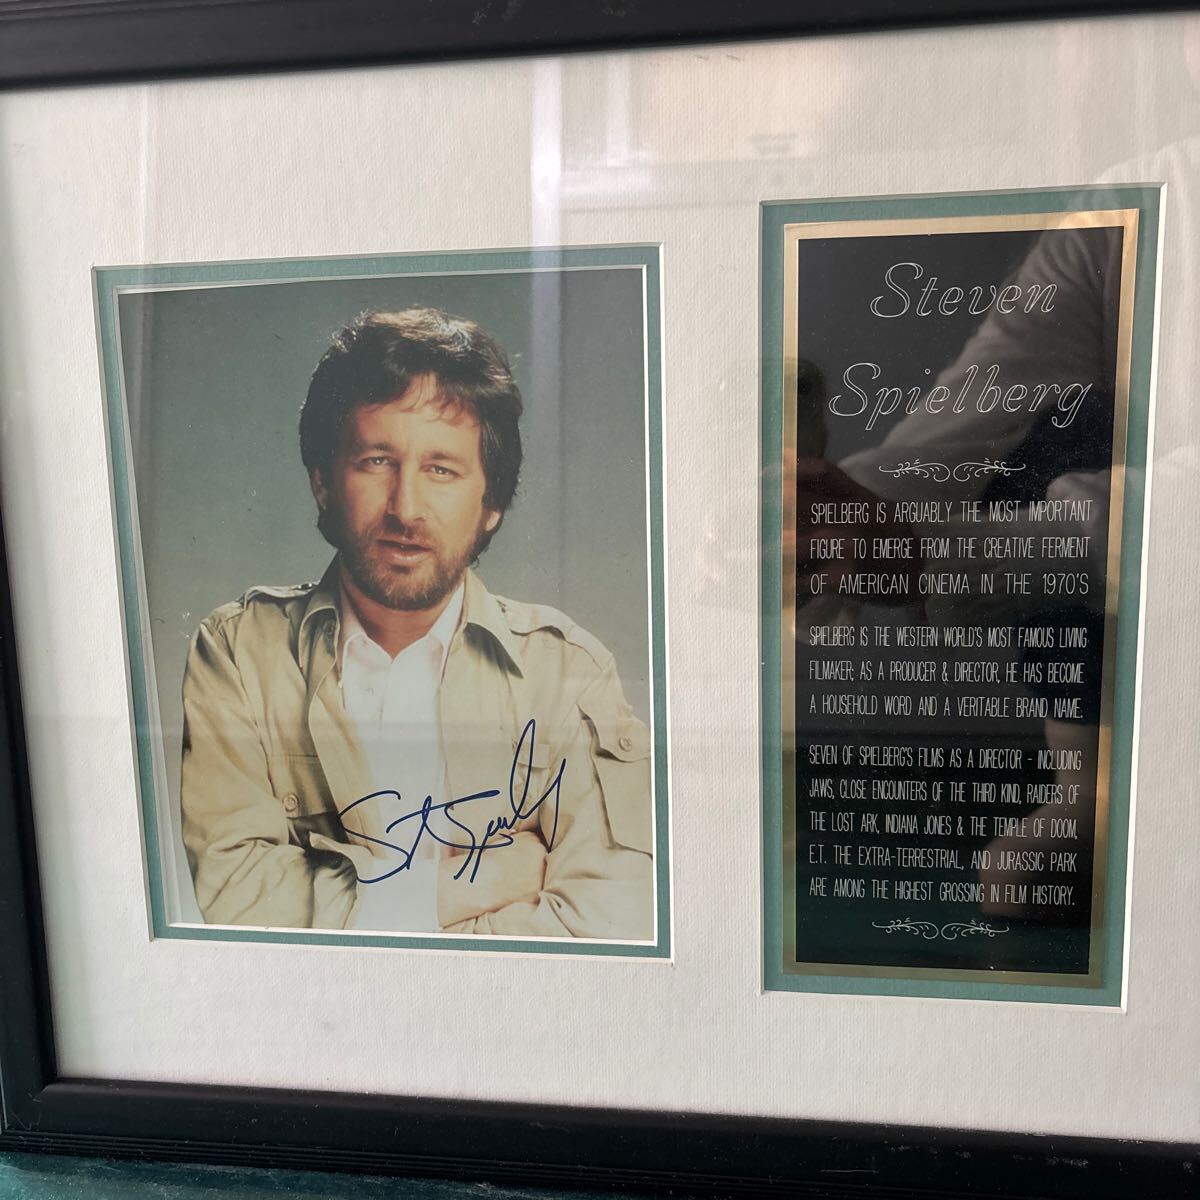 Steven
Spielberg
SPIELBERG IS ARGUABLY THE MOST IMPORTANT
FIGURE TO EMERGE FROM THE CREATIVE FERMENT
OF AMERICAN CINEMA IN THE 1970'S
SPIELBERG IS THE WESTERN WORLD'S MOST FAMOUS LIVING
FILMAKER; AS A PRODUCER & DIRECTOR, HE HAS BECOME
A HOUSEHOLD WORD AND A VERITABLE BRAND NAME.
SEVEN OF SPIELBERG'S FILMS AS A DIRECTOR - INCLUDING
JAWS, CLOSE ENCOUNTERS OF THE THIRD KIND, RAIDERS OF
THE LOST ARK, INDIANA JONES & THE TEMPLE OF DOOM,
E.T. THE EXTRA-TERRESTRIAL, AND JURASSIC PARK
ARE AMONG THE HIGHEST GROSSING IN FILM HISTORY.